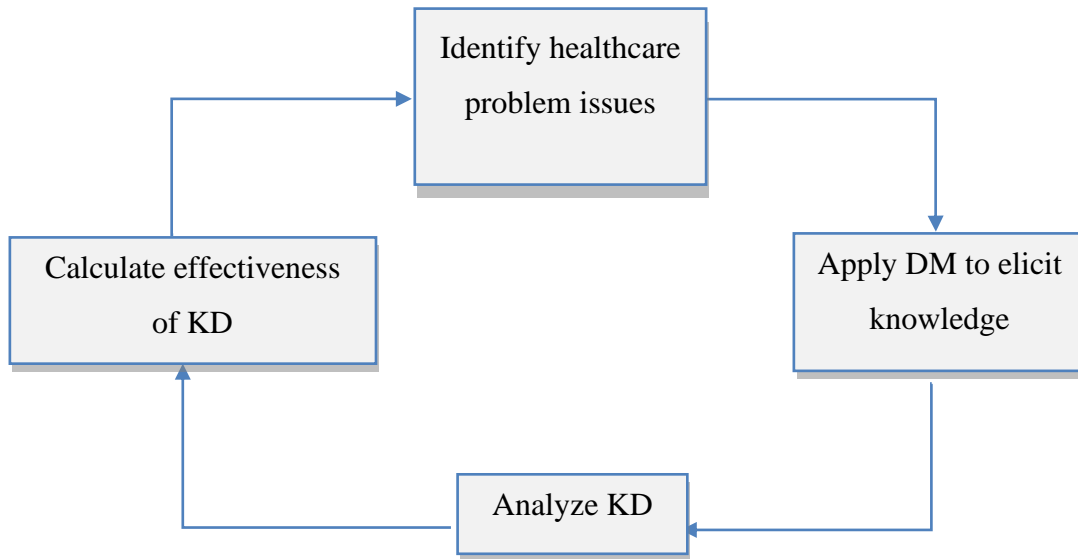 Identify healthcare
problem issues
Apply DM to elicit
knowledge
Analyze KD
Calculate effectiveness
of KD